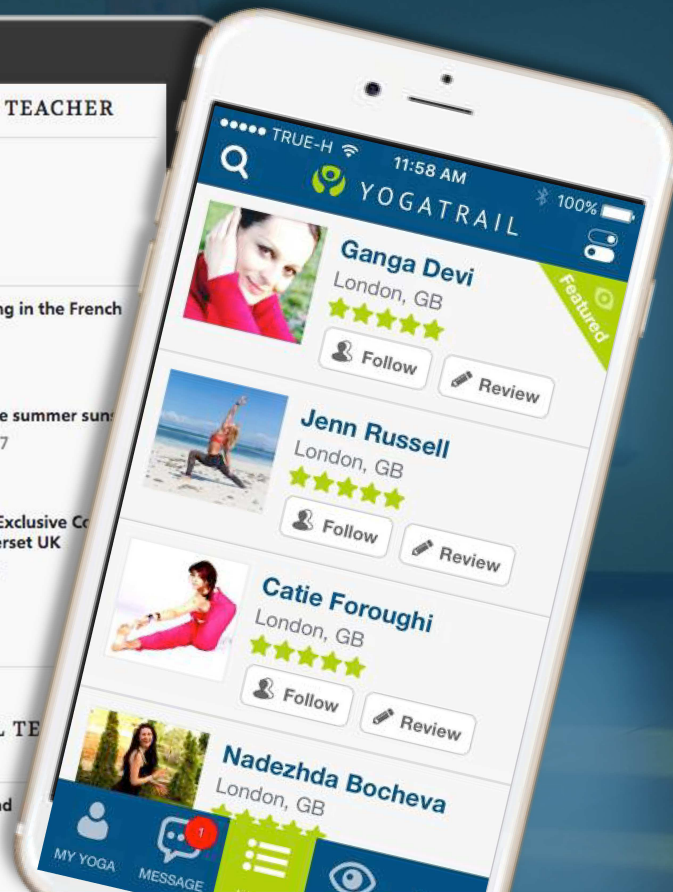 TEACHER
ng in the French
e summer sun
7
Exclusive Co
erset UK
L TE
nd
TRUE-H
11:58 AM
100%
YOGATRAIL
Ganga Devi
London, GB
Featured
Follow
Review
Jenn Russell
London, GB
Follow
Review
Catie Foroughi
London, GB
Follow
Review
Nadezhda Bocheva
London, GB
MY YOGA
MESSAGE
1